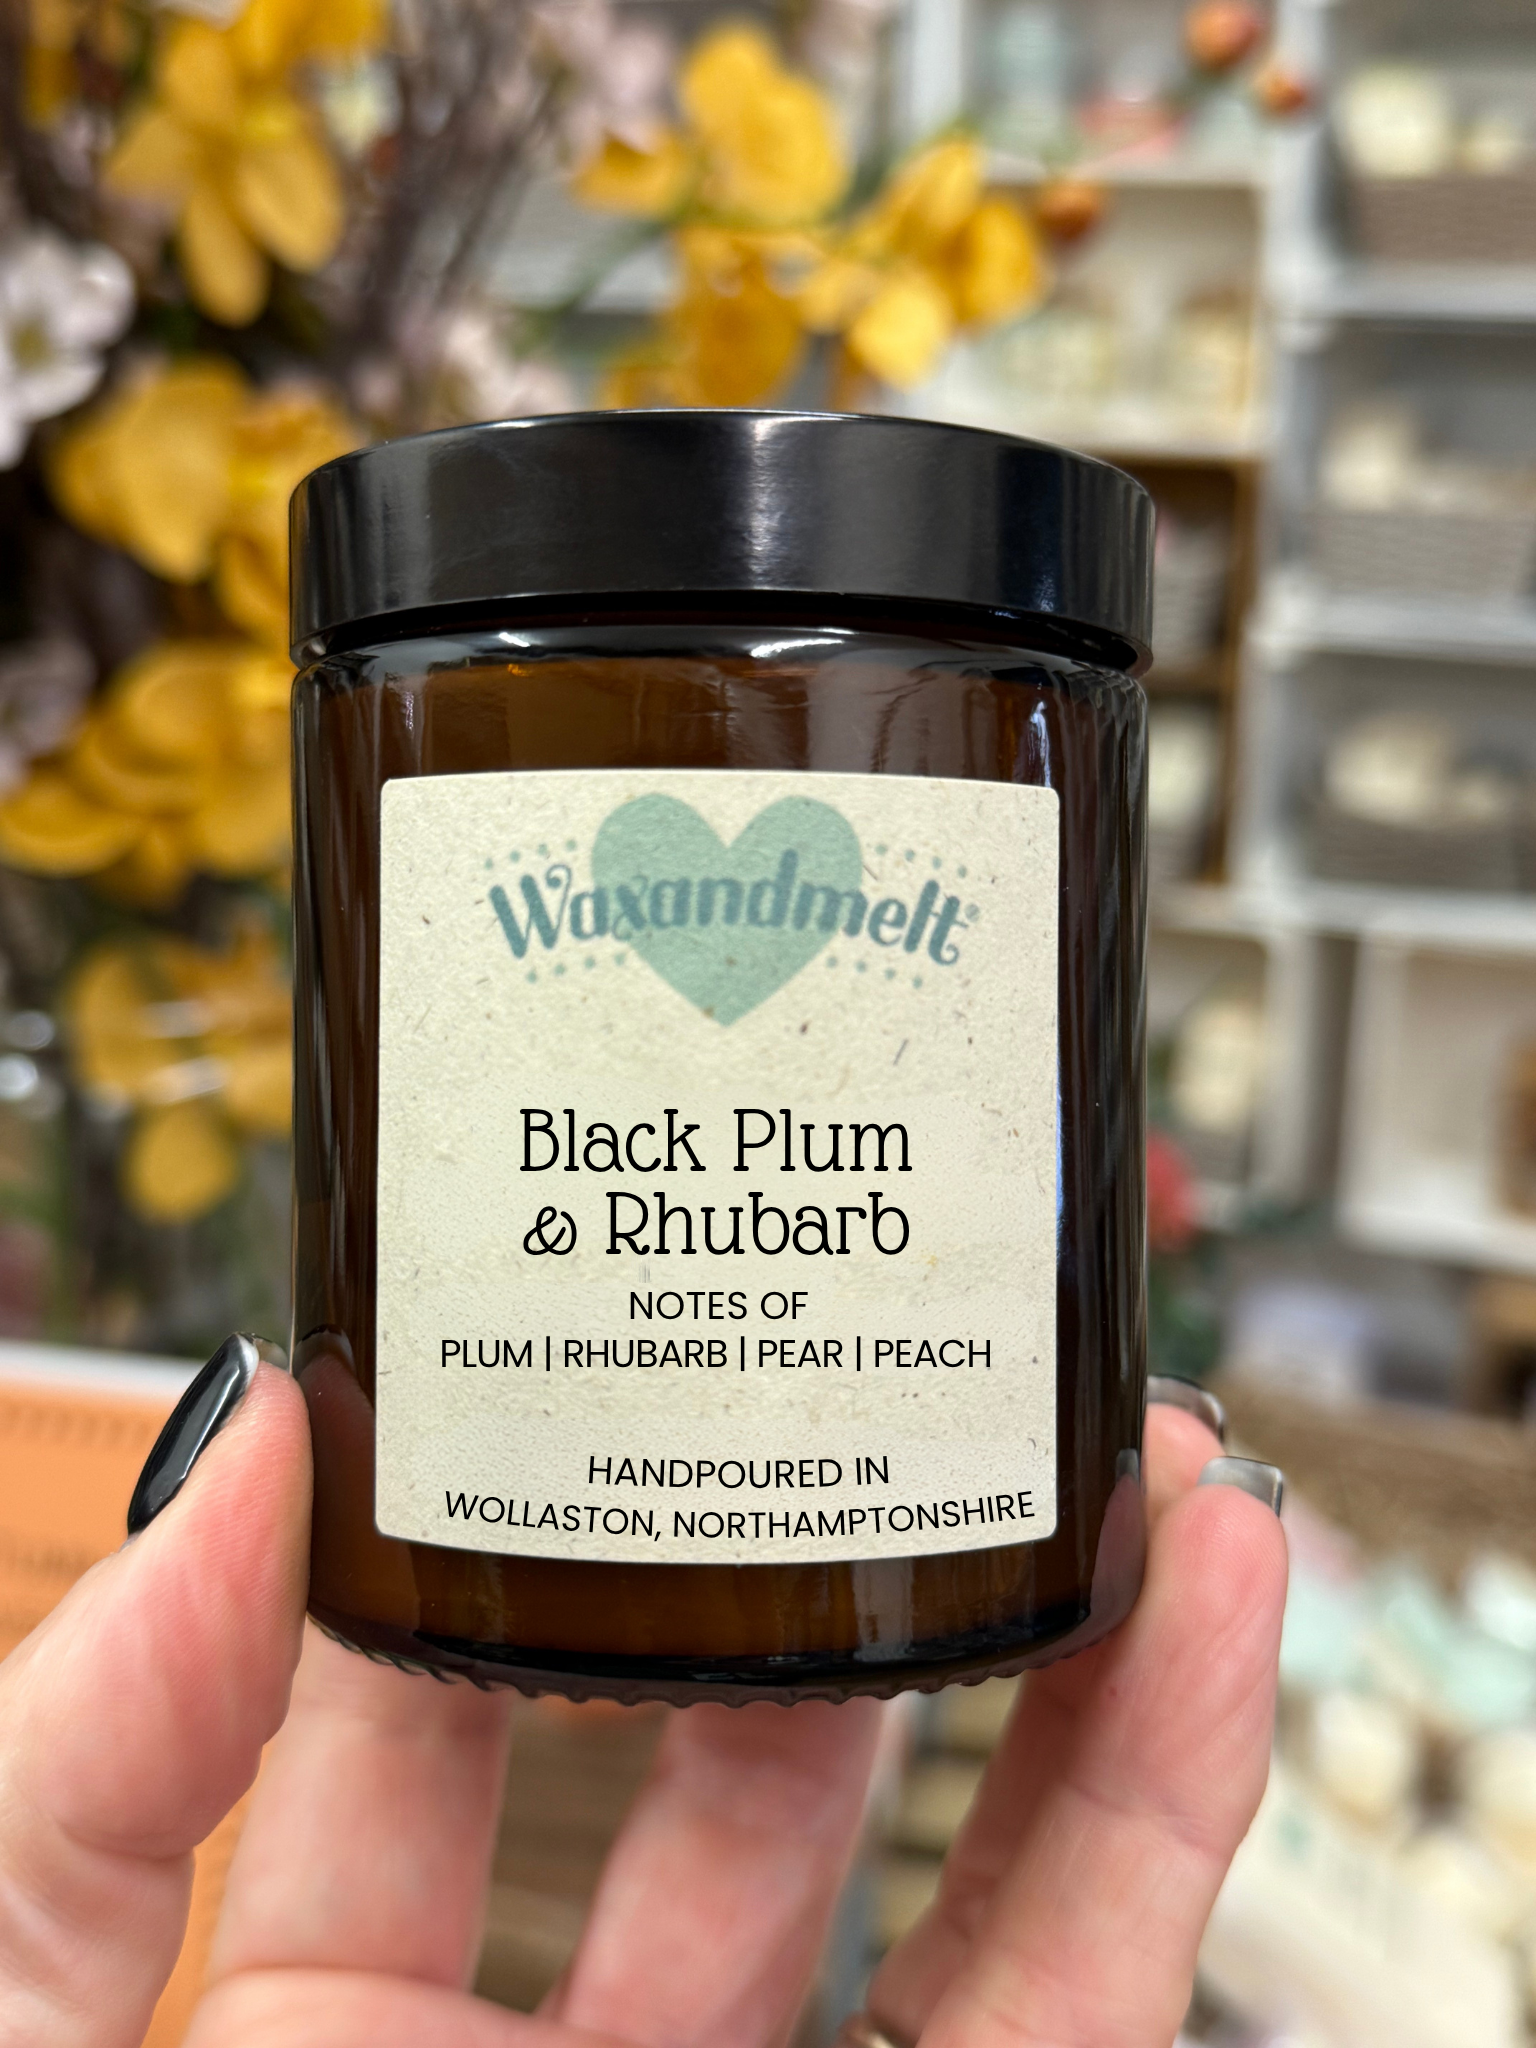 Waxandmelt®
Black Plum
& Rhubarb
NOTES OF
PLUM | RHUBARB | PEAR | PEACH
HANDPOURED IN
WOLLASTON, NORTHAMPTONSHIRE